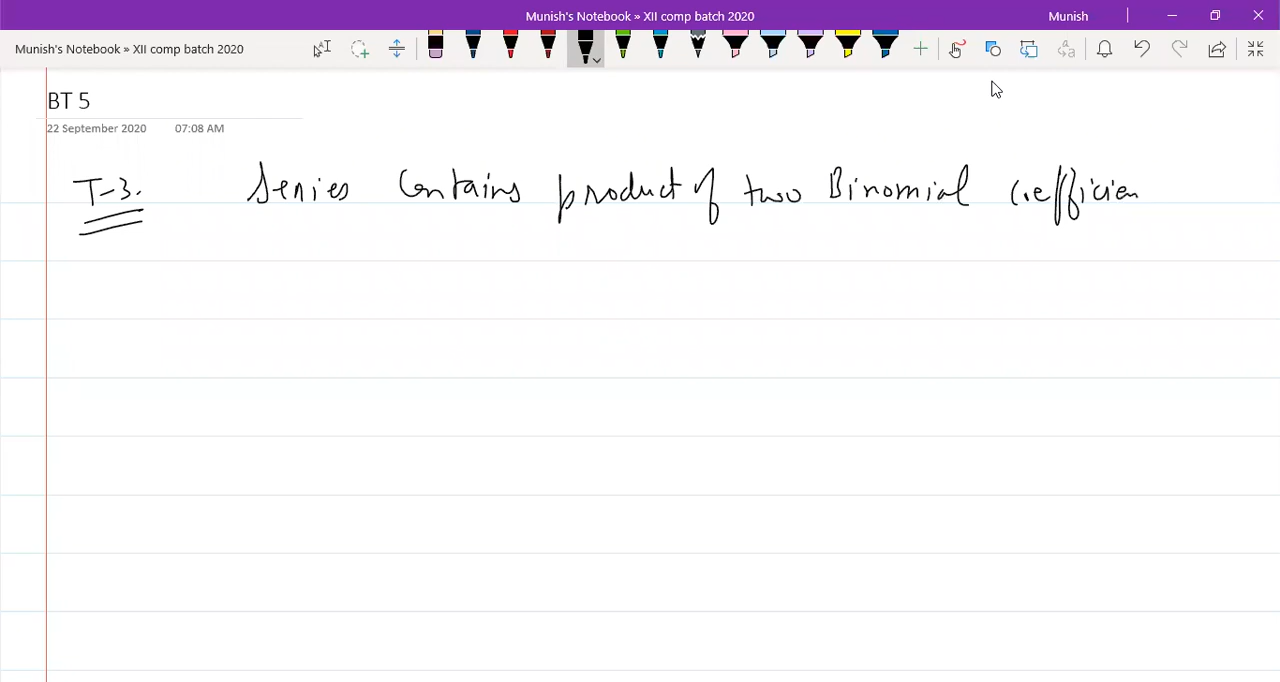 Munish's Notebook » XII comp batch 2020
Munish
Munish's Notebook » XII comp batch 2020
BT 5
22 September 2020 07:08 AM
T-3. Series Contains product of two Binomial coefficien